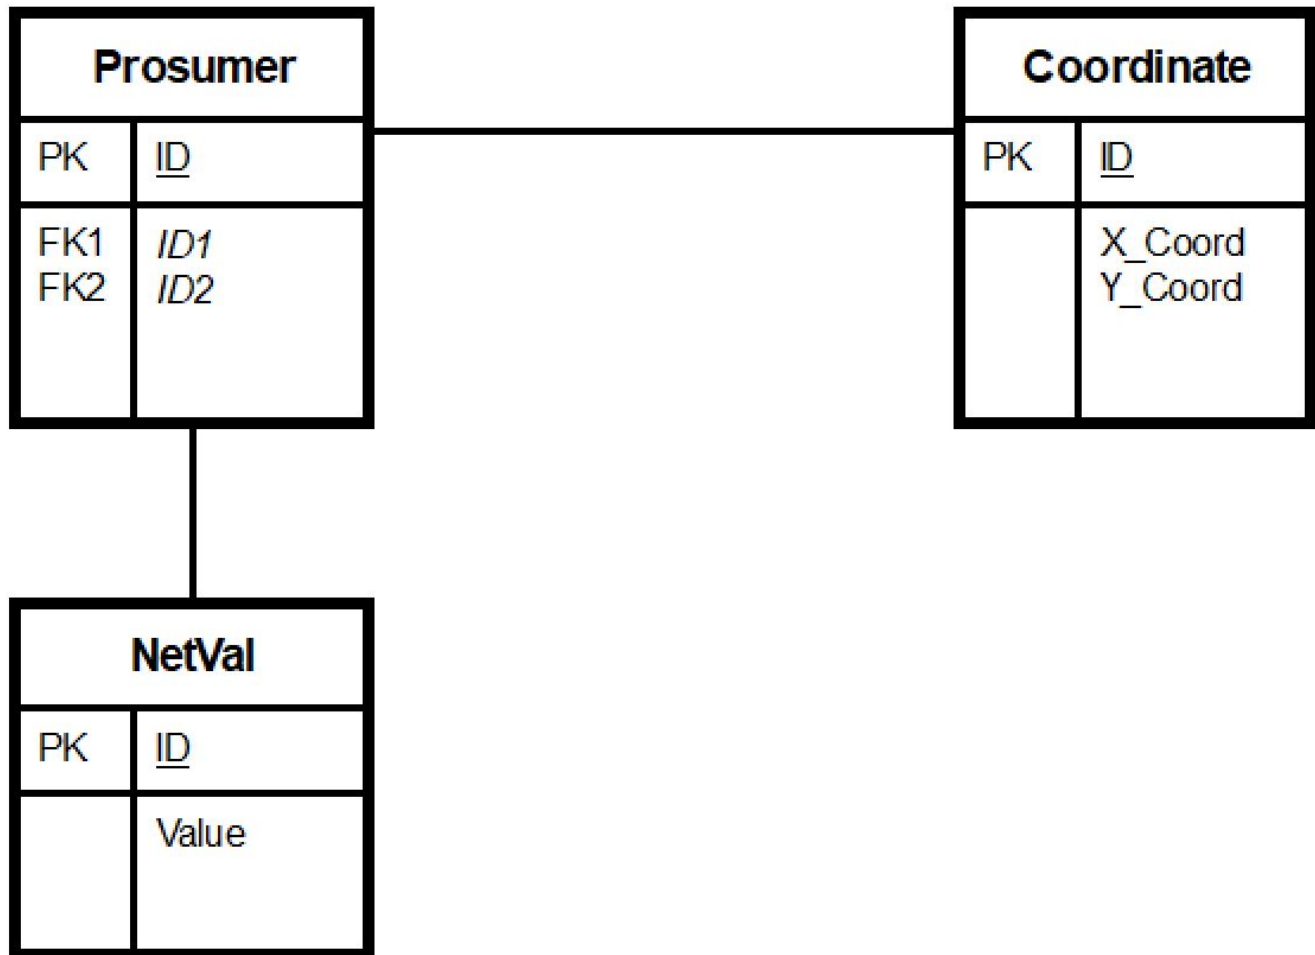 Prosumer
PK ID
FK1 ID1
FK2 ID2
Coordinate
PK ID
X_Coord
Y_Coord
NetVal
PK ID
Value